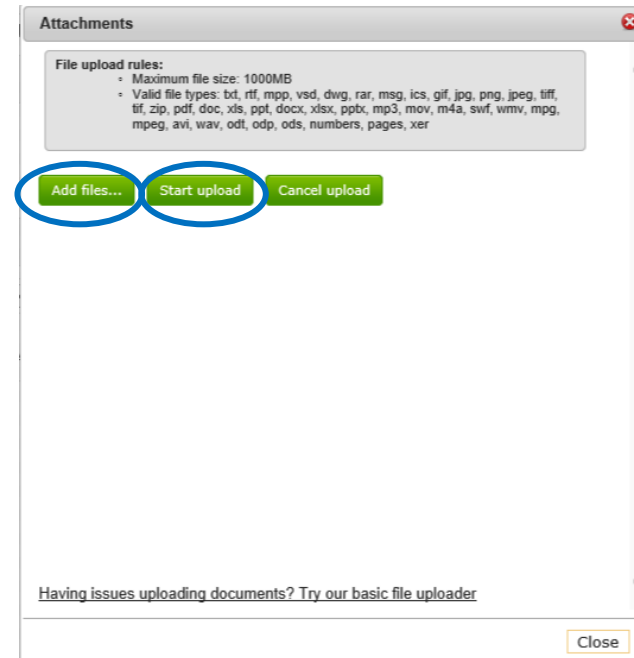 Attachments
File upload rules:
◦ Maximum file size: 1000MB
◦ Valid file types: txt, rtf, mpp, vsd, dwg, rar, msg, ics, gif, jpg, png, jpeg, tiff,
tif, zip, pdf, doc, xls, ppt, docx, xlsx, pptx, mp3, mov, m4a, swf, wmv, mpg,
mpeg, avi, wav, odt, odp, ods, numbers, pages, xer
Add files... Start upload Cancel upload
Having issues uploading documents? Try our basic file uploader
Close